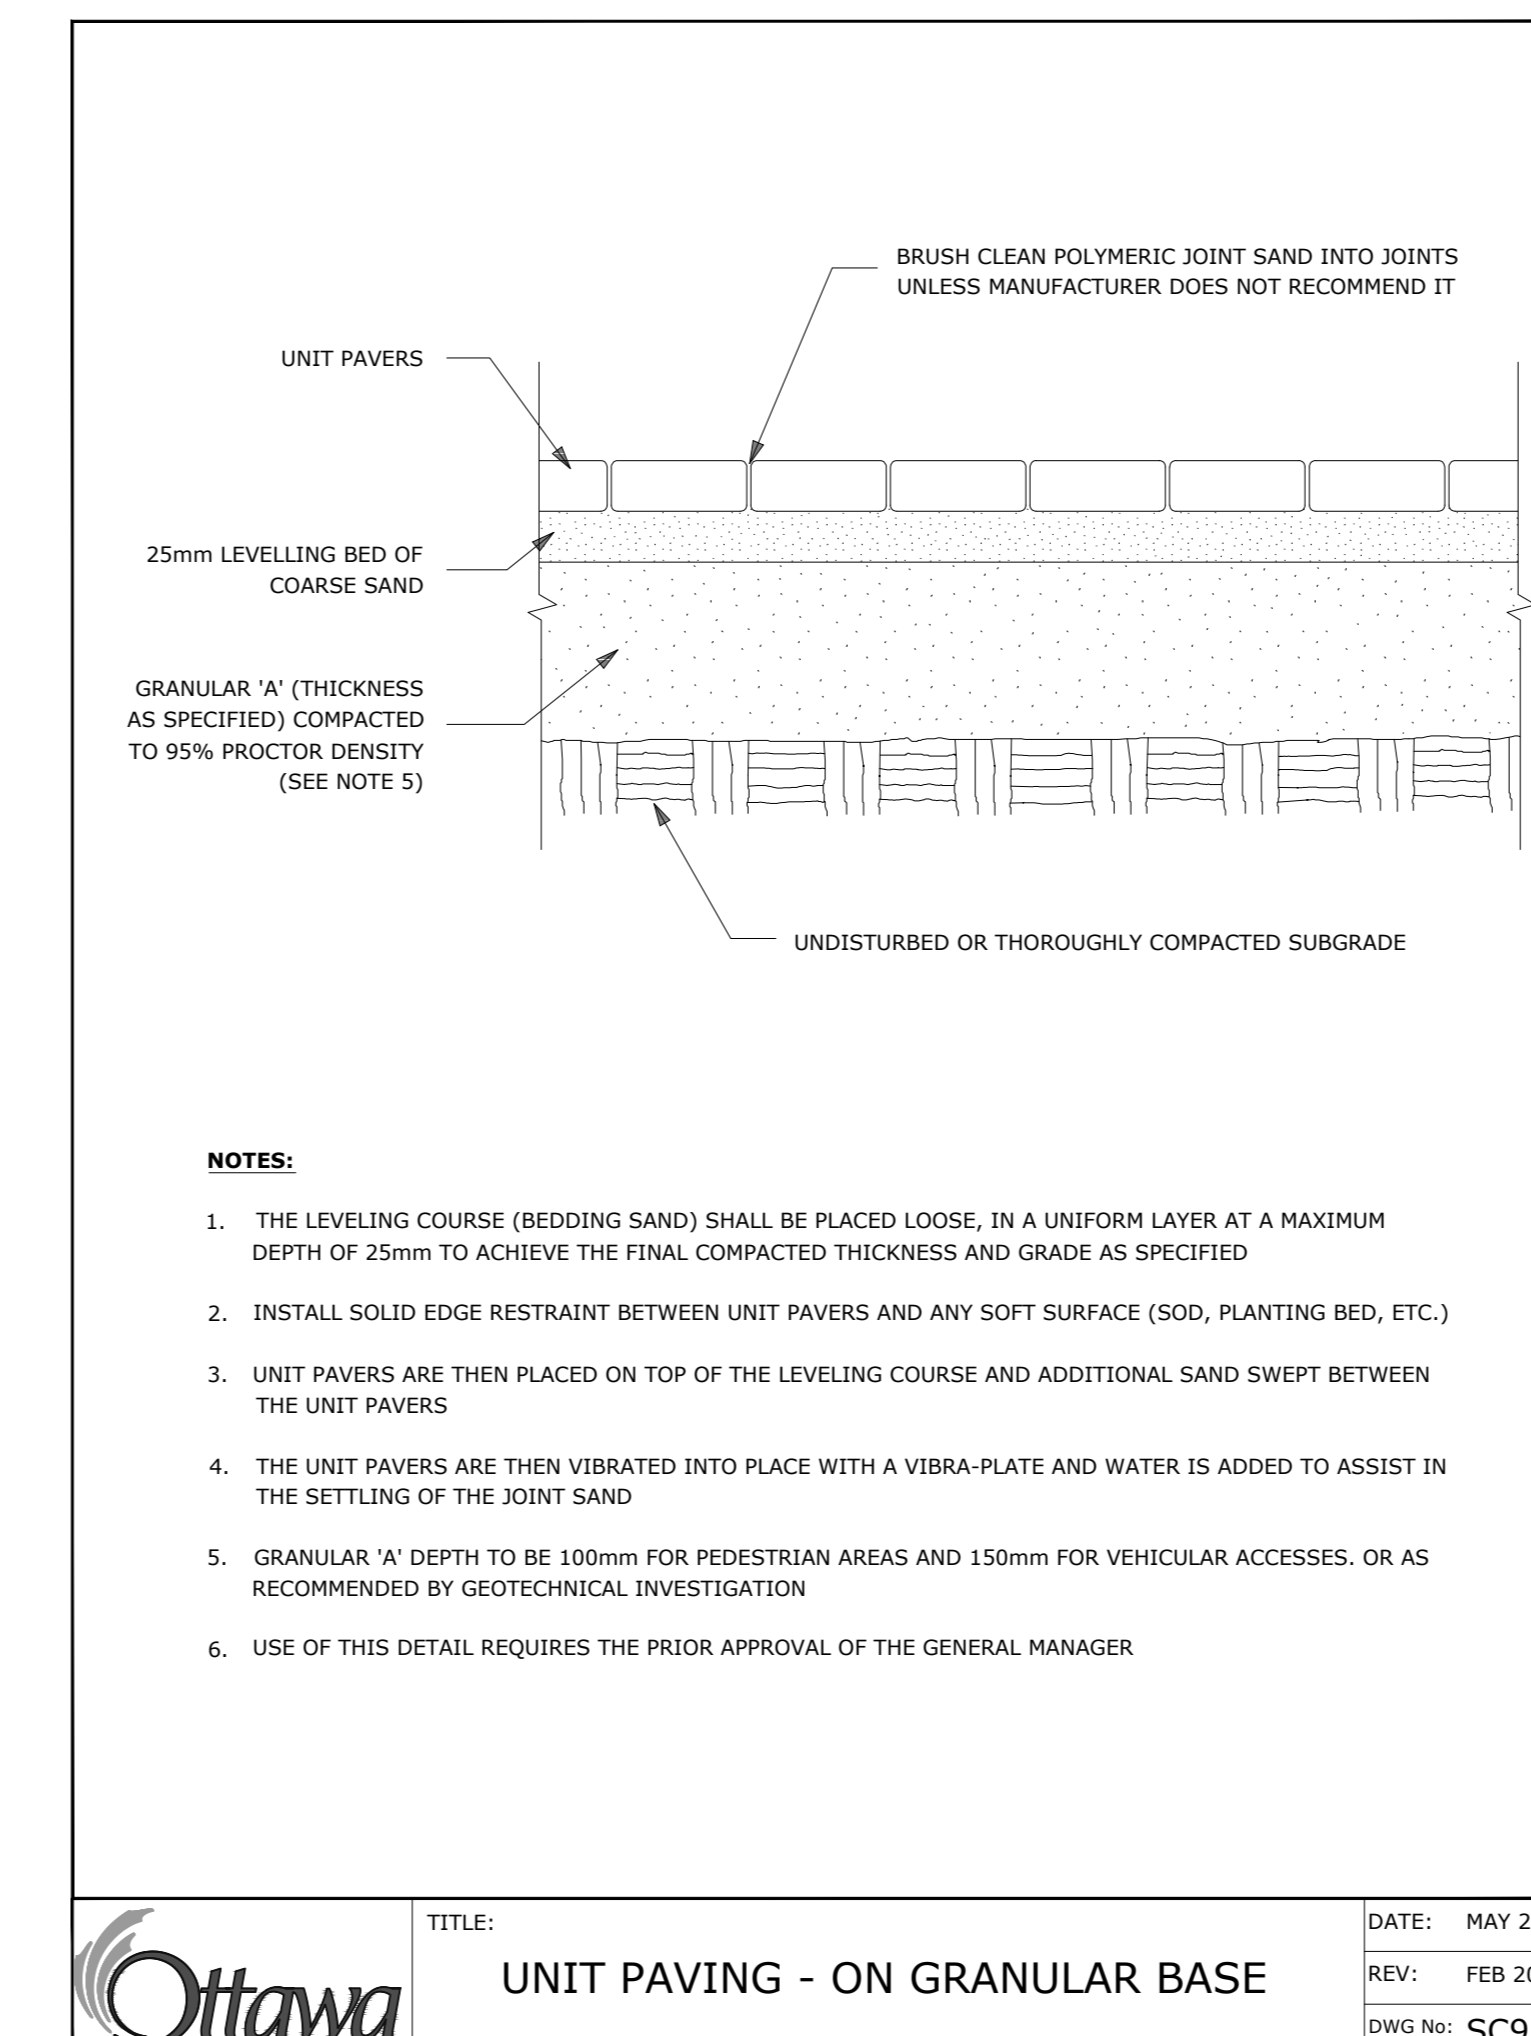 BRUSH CLEAN POLYMERIC JOINT SAND INTO JOINTS
UNLESS MANUFACTURER DOES NOT RECOMMEND IT
UNIT PAVERS
25mm LEVELLING BED OF
COARSE SAND
GRANULAR 'A' (THICKNESS
AS SPECIFIED) COMPACTED
TO 95% PROCTOR DENSITY
(SEE NOTE 5)
UNDISTURBED OR THOROUGHLY COMPACTED SUBGRADE
NOTES:
1. THE LEVELING COURSE (BEDDING SAND) SHALL BE PLACED LOOSE, IN A UNIFORM LAYER AT A MAXIMUM
DEPTH OF 25mm TO ACHIEVE THE FINAL COMPACTED THICKNESS AND GRADE AS SPECIFIED
2. INSTALL SOLID EDGE RESTRAINT BETWEEN UNIT PAVERS AND ANY SOFT SURFACE (SOD, PLANTING BED, ETC.)
3. UNIT PAVERS ARE THEN PLACED ON TOP OF THE LEVELING COURSE AND ADDITIONAL SAND SWEPT BETWEEN
THE UNIT PAVERS
4. THE UNIT PAVERS ARE THEN VIBRATED INTO PLACE WITH A VIBRA-PLATE AND WATER IS ADDED TO ASSIST IN
THE SETTLING OF THE JOINT SAND
5. GRANULAR 'A' DEPTH TO BE 100mm FOR PEDESTRIAN AREAS AND 150mm FOR VEHICULAR ACCESSES. OR AS
RECOMMENDED BY GEOTECHNICAL INVESTIGATION
6. USE OF THIS DETAIL REQUIRES THE PRIOR APPROVAL OF THE GENERAL MANAGER
Ottawa
TITLE:
UNIT PAVING - ON GRANULAR BASE
DATE: MAY
REV: FEB
DWG No: